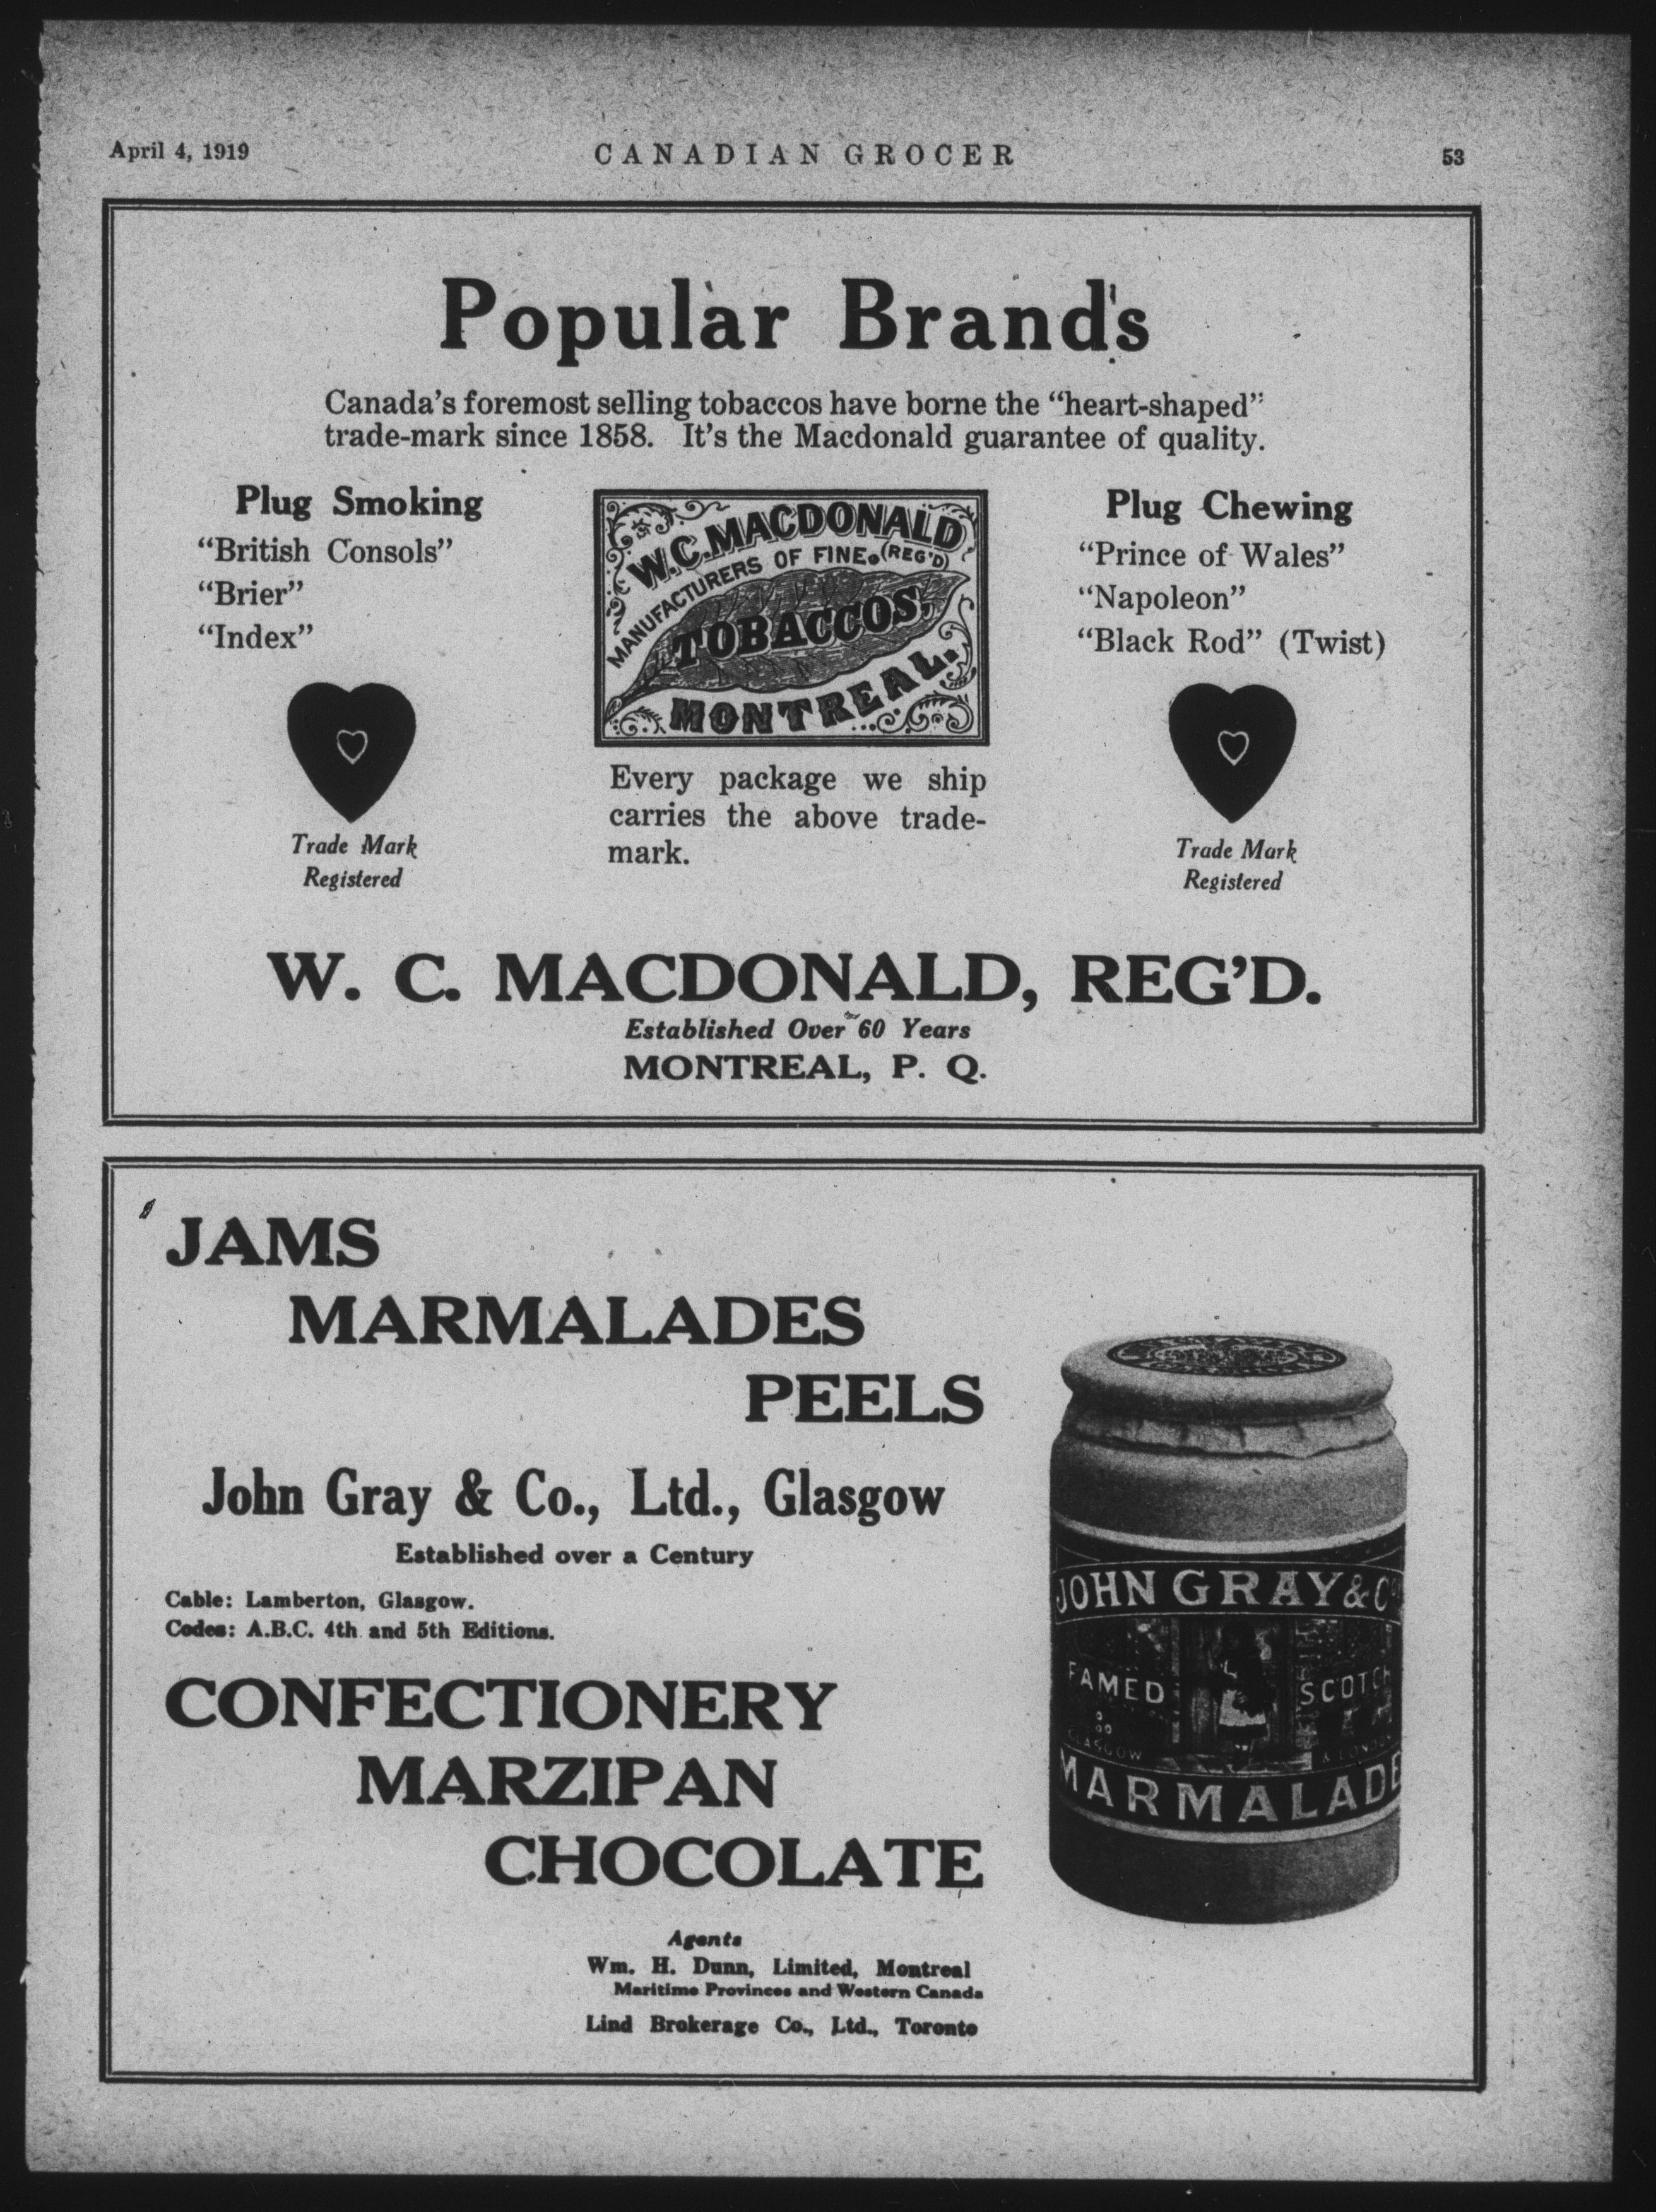 April 4, 1919
CANADIAN GROCER
53
Popular Brands
Canada's foremost selling tobaccos have borne the "heart-shaped"
trade-mark since 1858. It's the Macdonald guarantee of quality.
Plug Smoking
"British Consols"
"Brier"
"Index"
Trade Mark
Registered
W.C. MACDONALD
MANUFACTURERS OF FINE. (REG'D)
TOBACCOS,
MONTREAL.
Every package we ship
carries the above trade-
mark.
Plug Chewing
"Prince of Wales"
"Napoleon"
"Black Rod" (Twist)
Trade Mark
Registered
W. C. MACDONALD, REG'D.
Established Over 60 Years
MONTREAL, P. Q.
JAMS
MARMALADES
PEELS
John Gray & Co., Ltd., Glasgow
Established over a Century
Cable: Lamberton, Glasgow.
Codes: A.B.C. 4th and 5th Editions.
CONFECTIONERY
MARZIPAN
CHOCOLATE
Agents
Wm. H. Dunn, Limited, Montreal
Maritime Provinces and Western Canada
Lind Brokerage Co., Ltd., Toronto
JOHN GRAY & Co
FAMED SCOTCH
GLASGOW & LONDON
MARMALADE